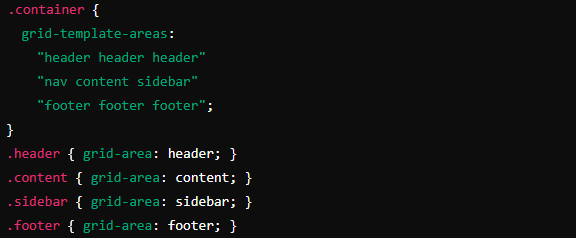 .container {
  grid-template-areas:
    "header header header"
    "nav content sidebar"
    "footer footer footer";
}
.header { grid-area: header; }
.content { grid-area: content; }
.sidebar { grid-area: sidebar; }
.footer { grid-area: footer; }